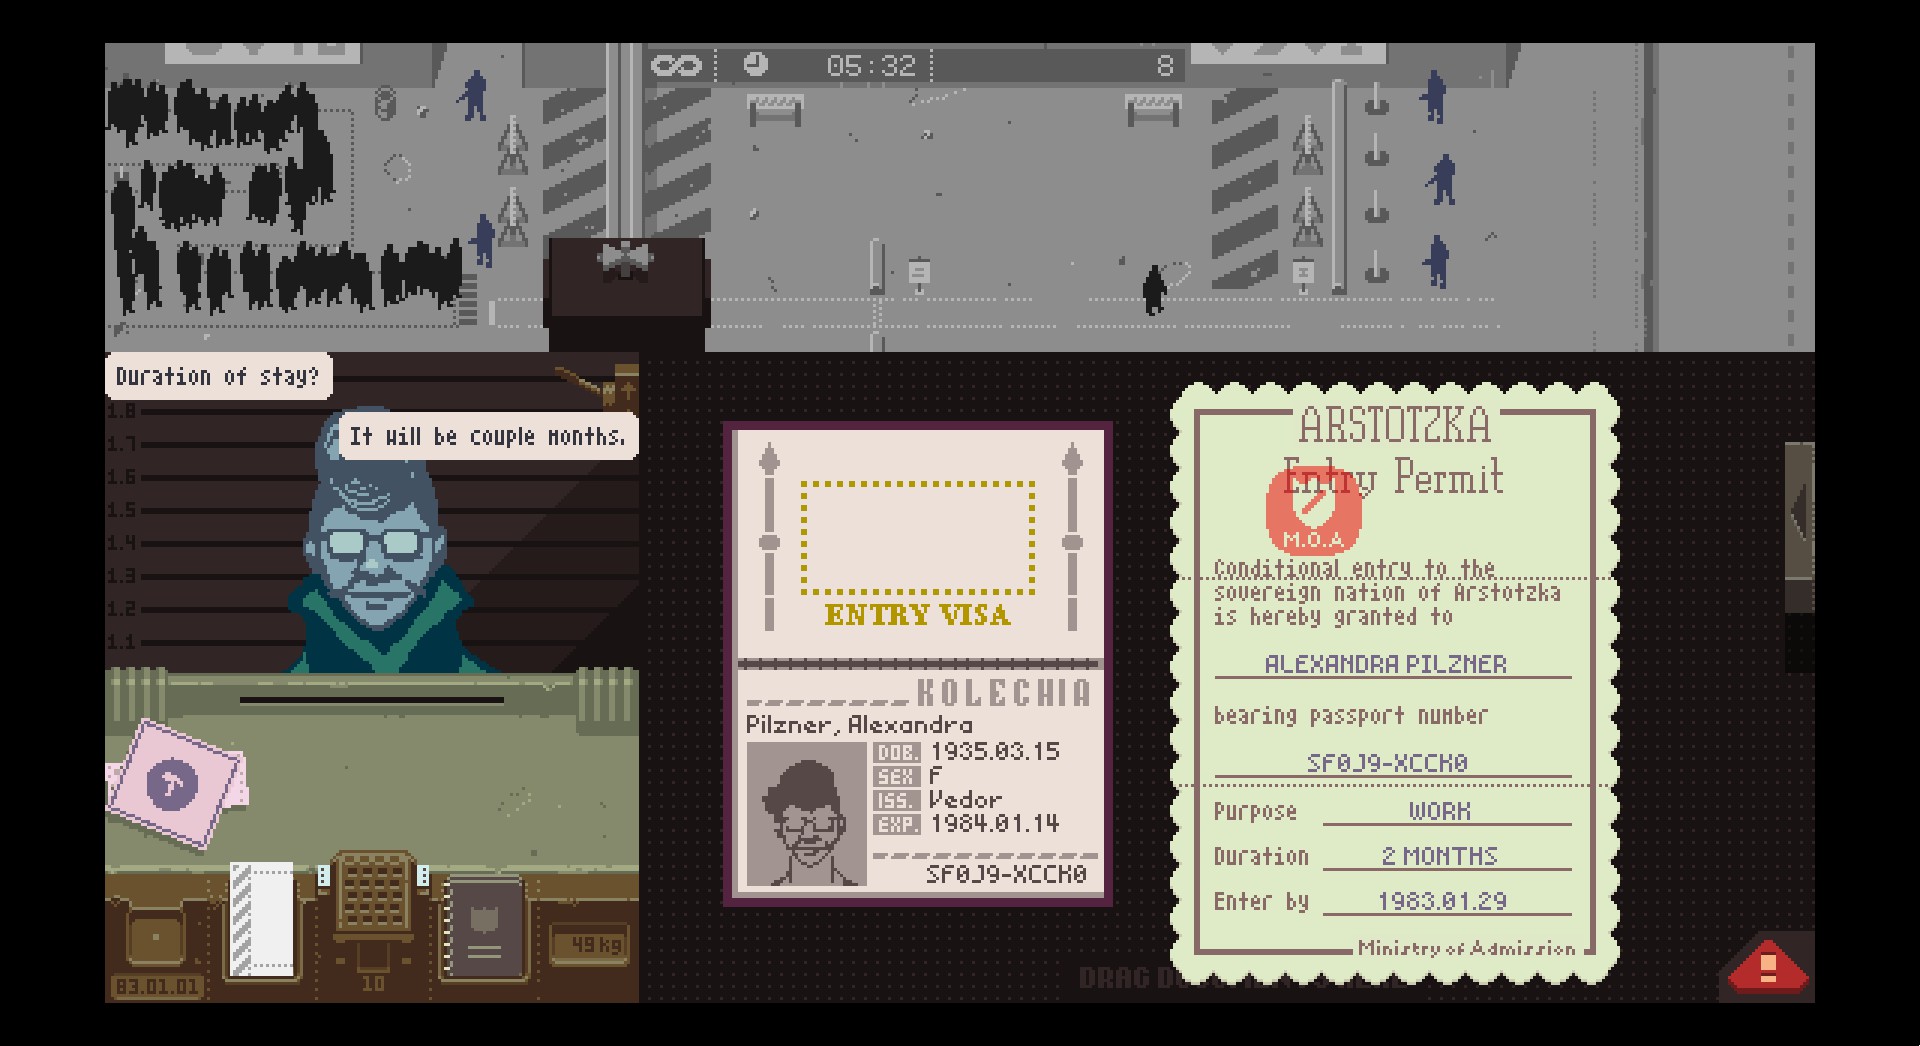 05:32
8
Duration of stay?
It will be couple months.
1.8
1.7
1.6
1.5
1.4
1.3
1.2
1.1
83.01.01
10
49kg
ENTRY VISA
KOLECHIA
Pilzner, Alexandra
DOB. 1935.03.15
SEX F
ISS. Vedor
EXP. 1984.01.14
SF0J9-XCCK0
ARSTOTZKA
Entry Permit
M.O.A
Conditional entry to the
sovereign nation of Arstotzka
is hereby granted to
ALEXANDRA PILZNER
bearing passport number
SF0J9-XCCK0
Purpose WORK
Duration 2 MONTHS
Enter by 1983.01.29
Ministry of Admission
DRAG